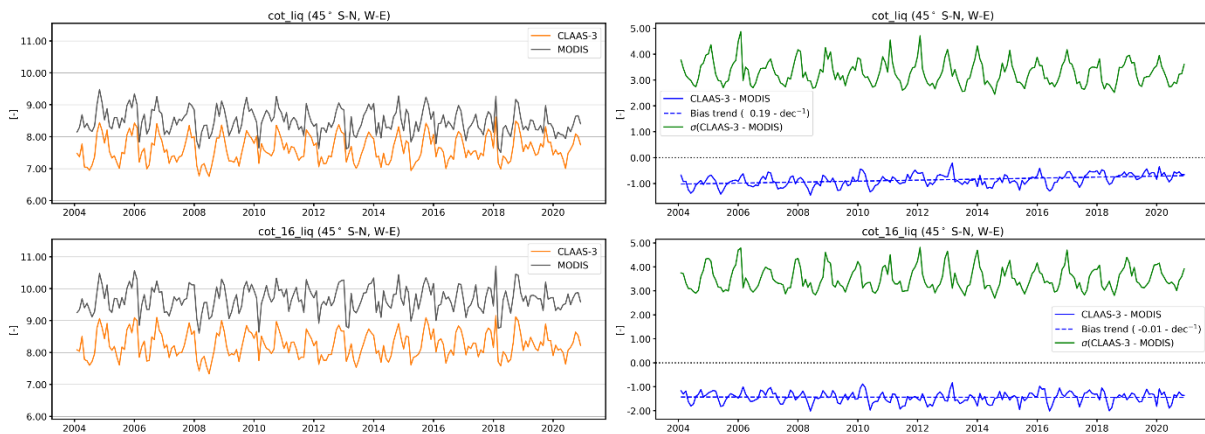 cot_liq (45° S-N, W-E)
11.00
10.00
9.00
8.00
7.00
6.00
[-]
CLAAS-3
MODIS
2004 2006 2008 2010 2012 2014 2016 2018 2020
cot_liq (45° S-N, W-E)
5.00
4.00
3.00
2.00
1.00
0.00
-1.00
[-]
CLAAS-3 - MODIS
Bias trend ( 0.19 - dec⁻¹)
σ(CLAAS-3 - MODIS)
2004 2006 2008 2010 2012 2014 2016 2018 2020
cot_16_liq (45° S-N, W-E)
11.00
10.00
9.00
8.00
7.00
6.00
[-]
CLAAS-3
MODIS
2004 2006 2008 2010 2012 2014 2016 2018 2020
cot_16_liq (45° S-N, W-E)
5.00
4.00
3.00
2.00
1.00
0.00
-1.00
-2.00
[-]
CLAAS-3 - MODIS
Bias trend ( -0.01 - dec⁻¹)
σ(CLAAS-3 - MODIS)
2004 2006 2008 2010 2012 2014 2016 2018 2020